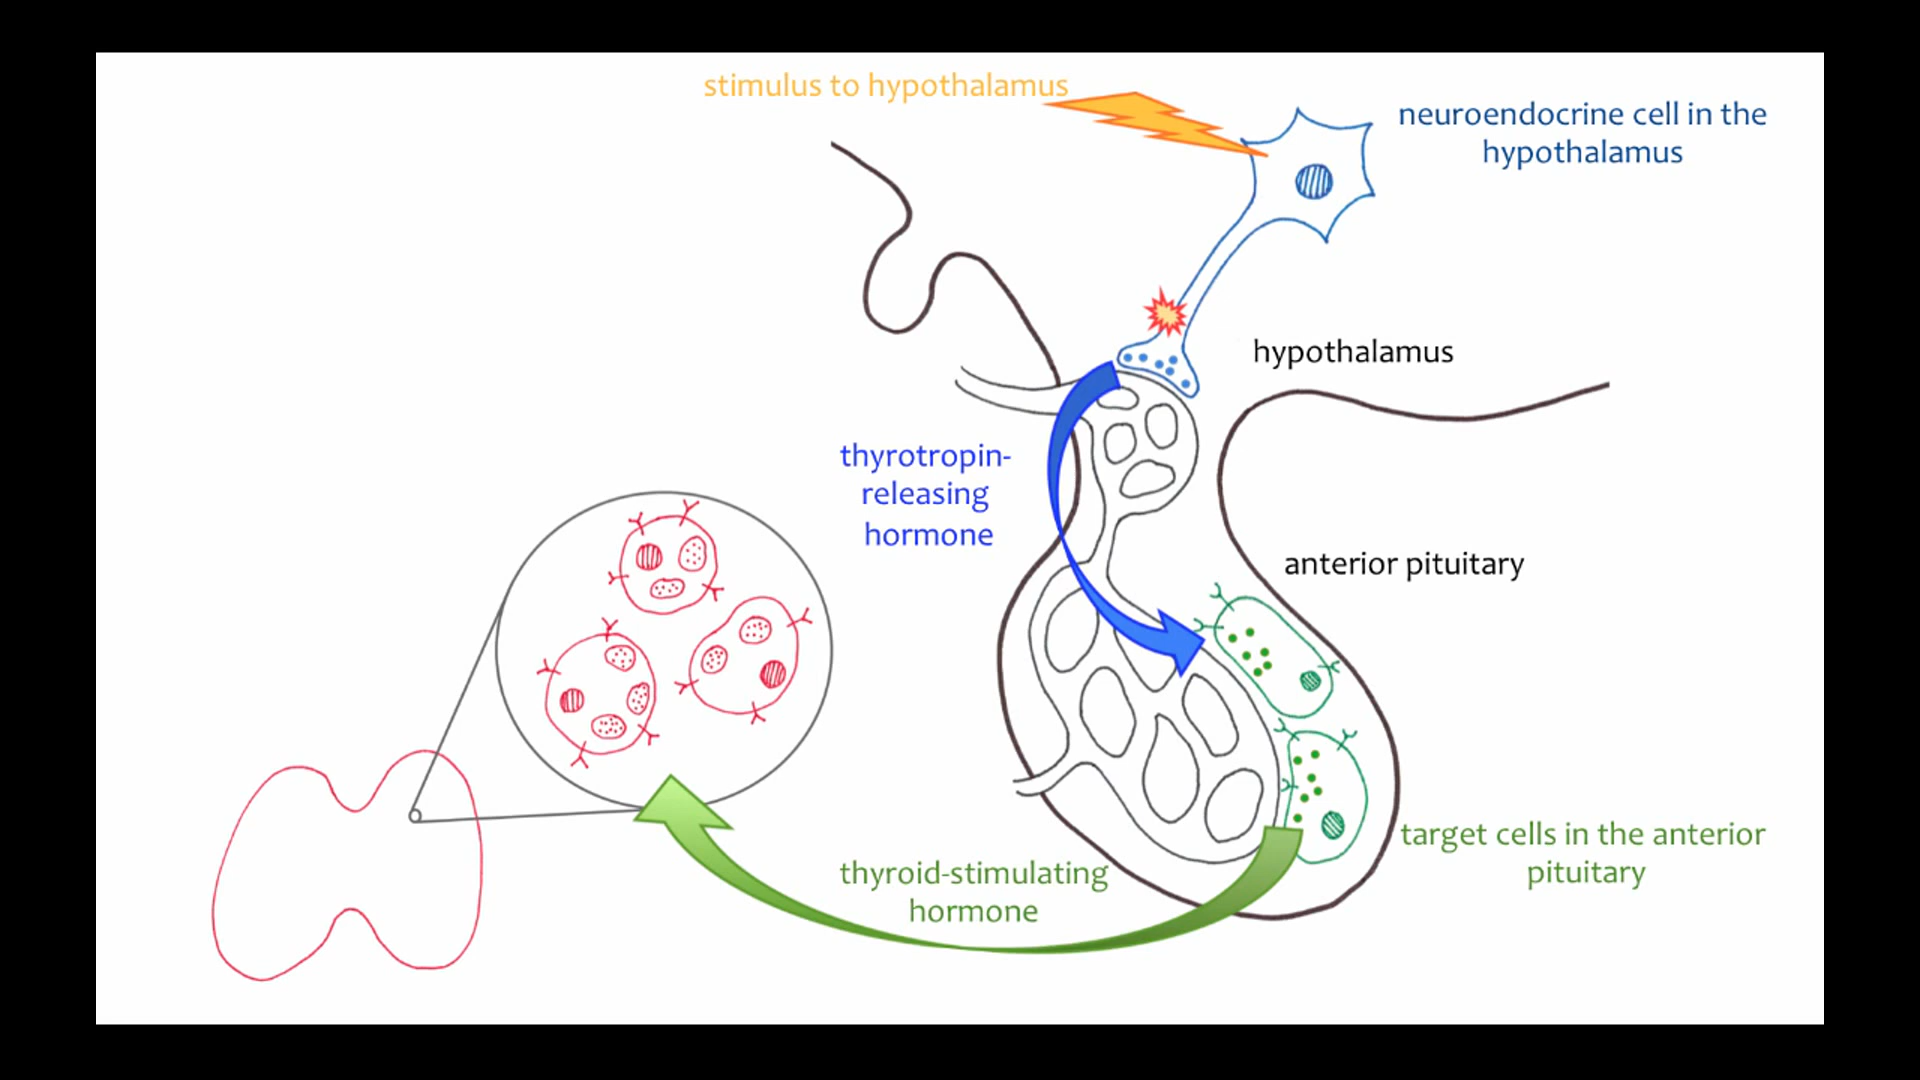 stimulus to hypothalamus
neuroendocrine cell in the
hypothalamus
hypothalamus
thyrotropin-
releasing
hormone
anterior pituitary
target cells in the anterior
pituitary
thyroid-stimulating
hormone